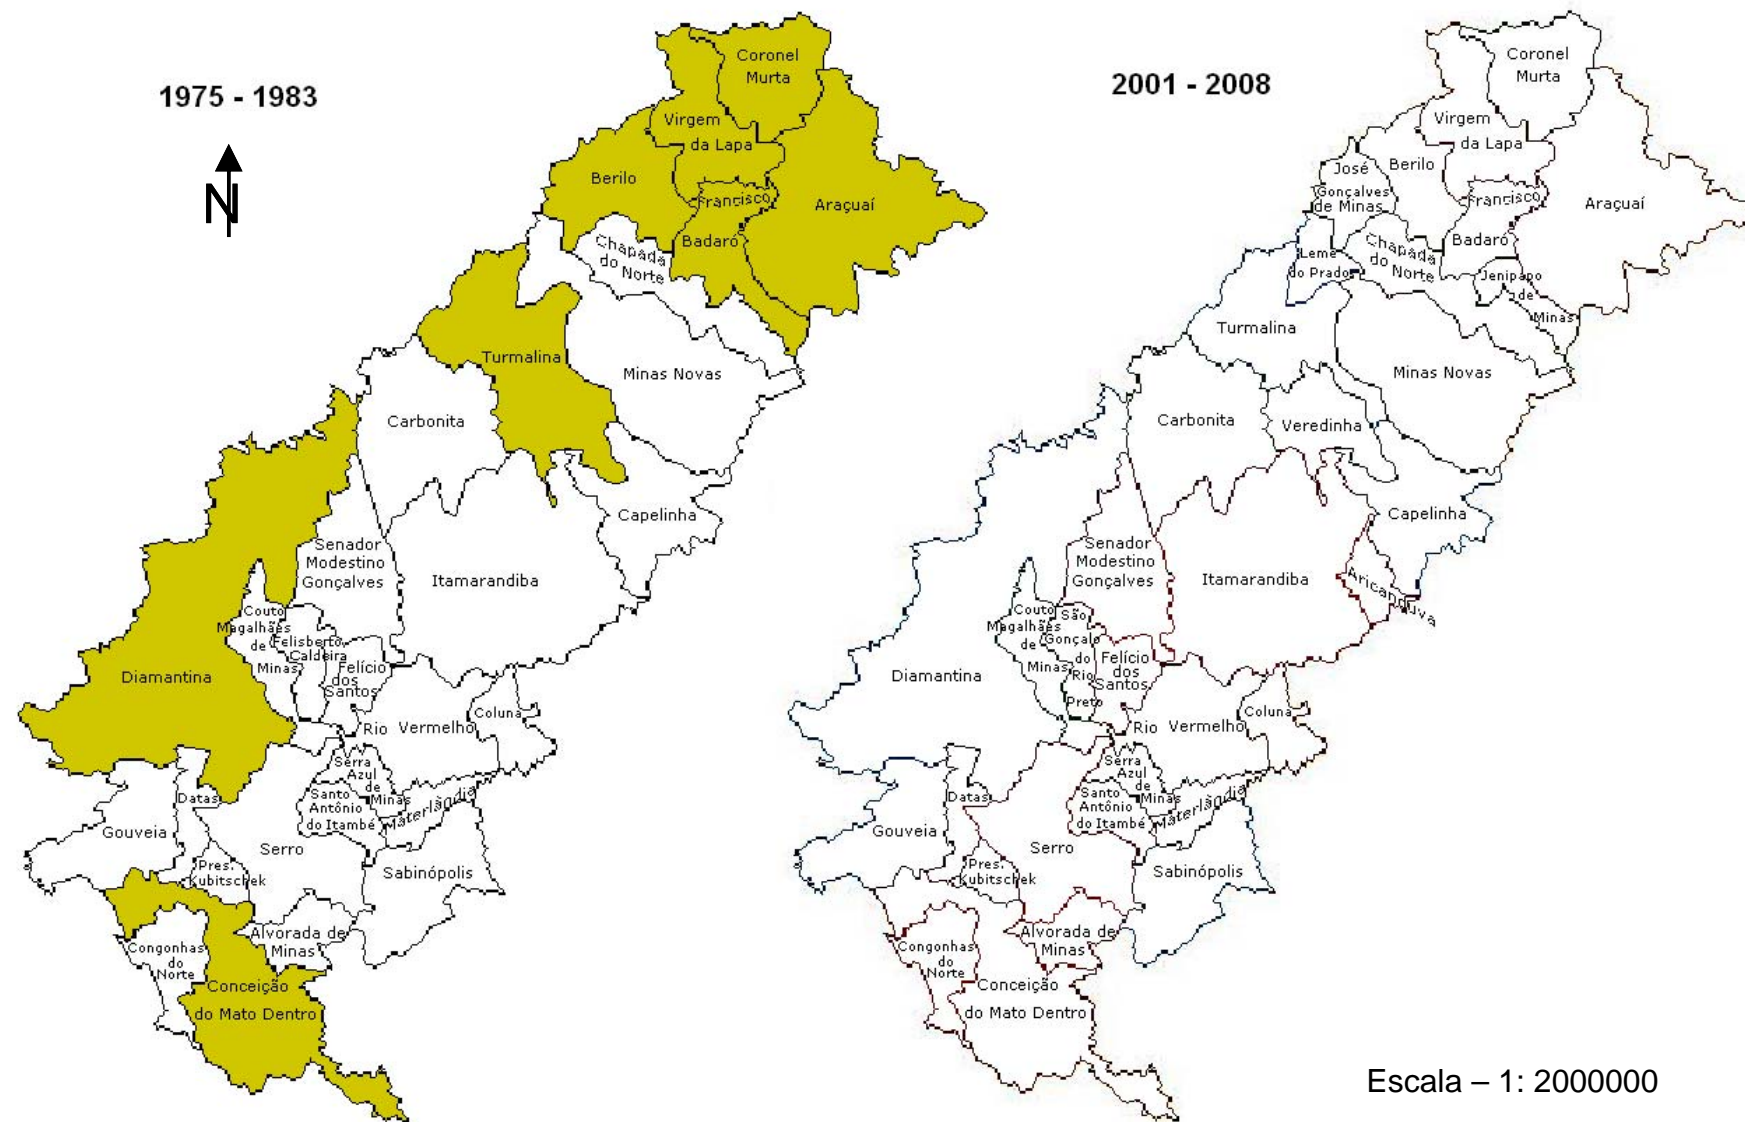 1975 - 1983
N
Coronel
Murta
Virgem
da Lapa
Berilo
Francisco
Badaró
Araçuaí
Chapada
do Norte
Turmalina
Minas Novas
Carbonita
Capelinha
Senador
Modestino
Gonçalves
Itamarandiba
Couto
Magalhães
de
Minas
Felisberto
Caldeira
Felício
dos
Santos
Diamantina
Rio Vermelho
Coluna
Serra
Azul
de
Minas
Santo
Antônio
do Itambé
Materlândia
Datas
Gouveia
Serro
Pres.
Kubitschek
Sabinópolis
Alvorada de
Minas
Congonhas
do
Norte
Conceição
do Mato Dentro
2001 - 2008
Coronel
Murta
Virgem
da Lapa
José
Gonçalves
de Minas
Berilo
Francisco
Badaró
Araçuaí
Leme
do Prado
Chapada
do Norte
Jenipapo
de
Minas
Turmalina
Minas Novas
Carbonita
Veredinha
Capelinha
Senador
Modestino
Gonçalves
Itamarandiba
Aricanduva
Couto
Magalhães
de
Minas
São
Gonçalo
do
Rio
Preto
Felício
dos
Santos
Diamantina
Rio Vermelho
Coluna
Serra
Azul
de
Minas
Santo
Antônio
do Itambé
Materlândia
Datas
Gouveia
Serro
Pres.
Kubitschek
Sabinópolis
Alvorada de
Minas
Congonhas
do
Norte
Conceição
do Mato Dentro
Escala – 1: 2000000